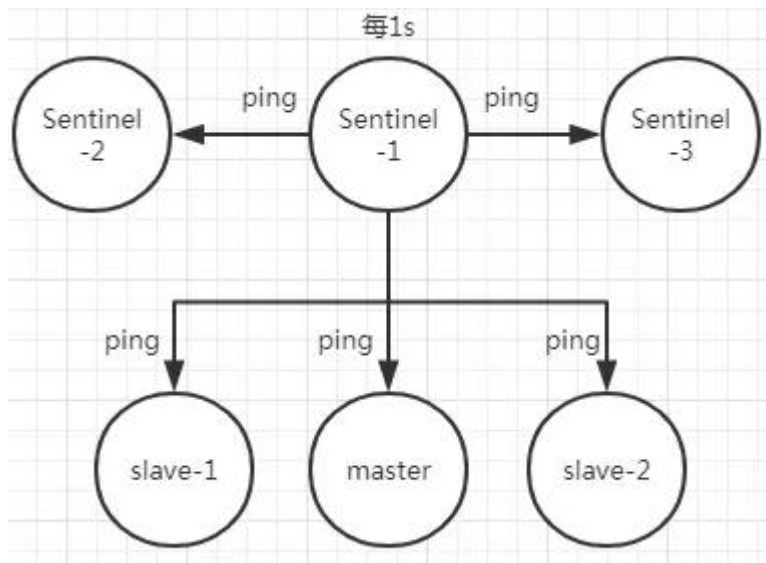 每1s
ping
ping
Sentinel
-2
Sentinel
-1
Sentinel
-3
ping
ping
ping
slave-1
master
slave-2